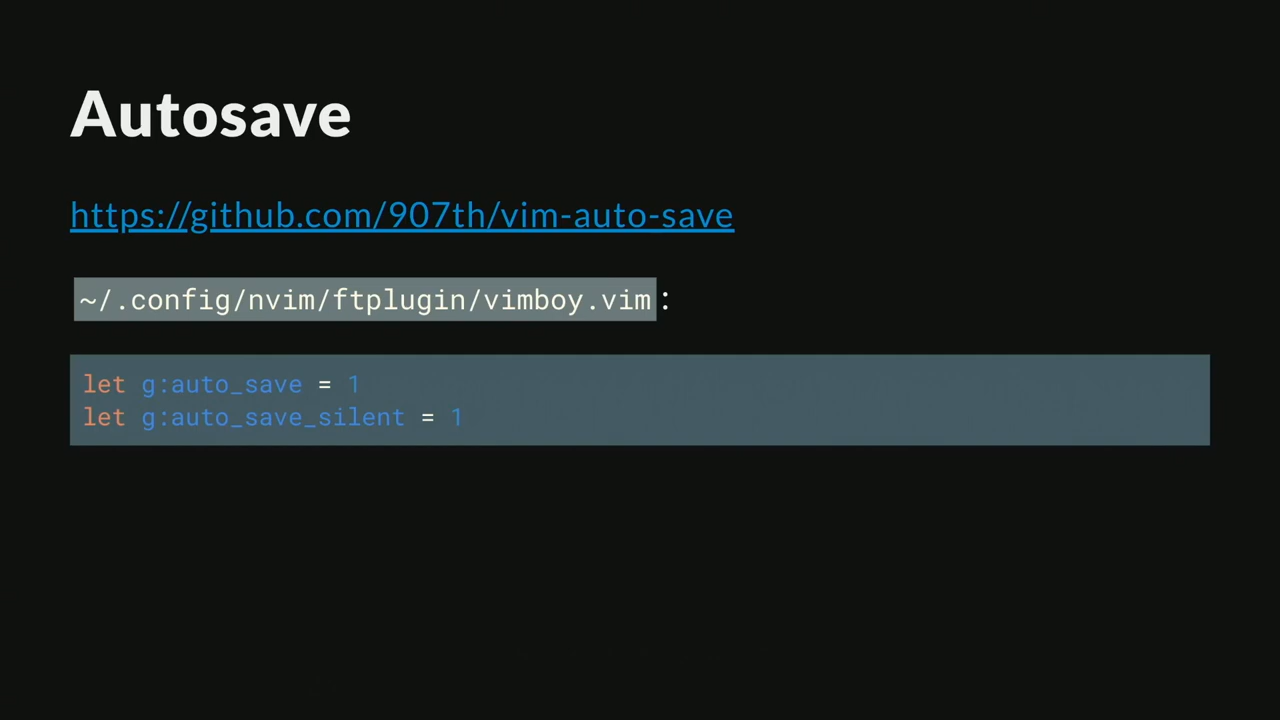 Autosave
https://github.com/907th/vim-auto-save
~/.config/nvim/ftplugin/vimboy.vim:
let g:auto_save = 1
let g:auto_save_silent = 1